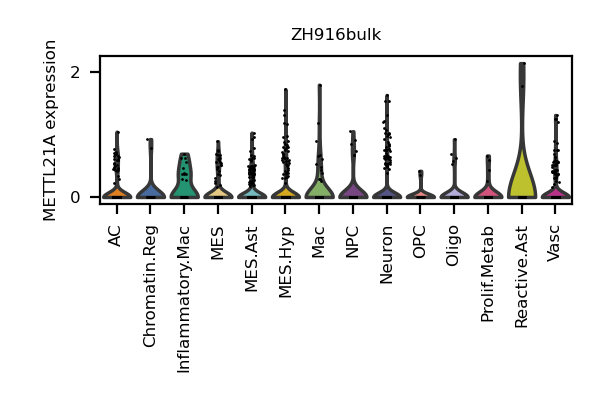 ZH916bulk
METTL21A expression
2
0
AC
Chromatin.Reg
Inflammatory.Mac
MES
MES.Ast
MES.Hyp
Mac
NPC
Neuron
OPC
Oligo
Prolif.Metab
Reactive.Ast
Vasc